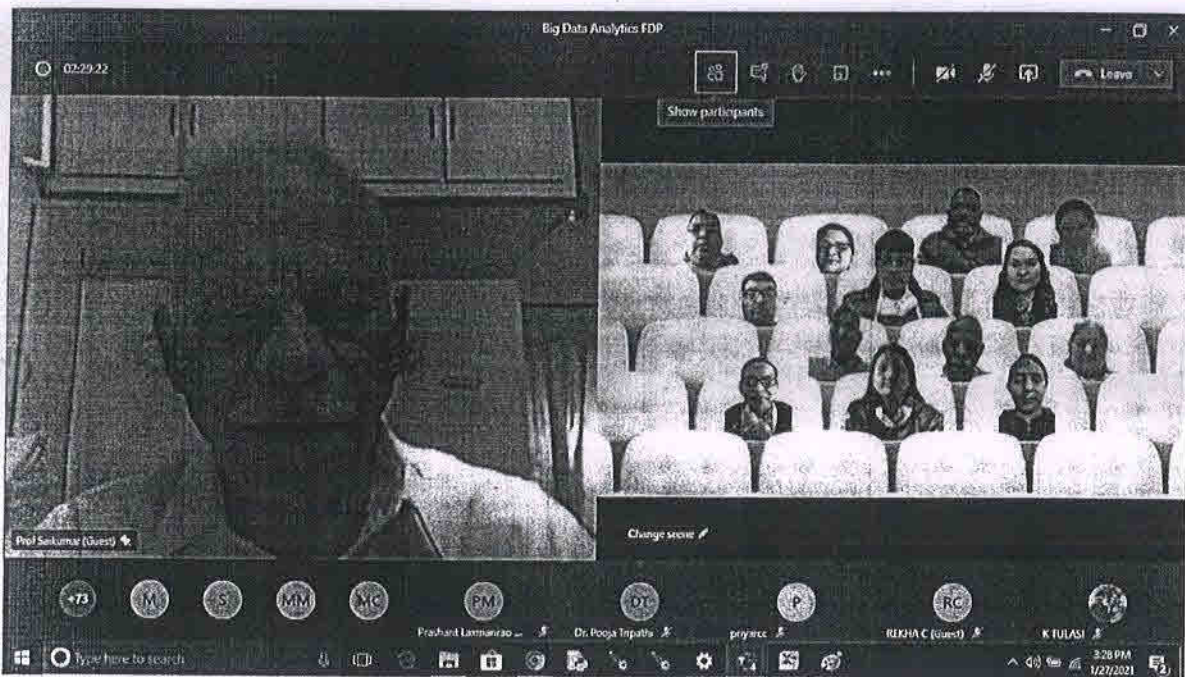 Big Data Analytics FDP
02:29:22
Leave
Show participants
Prof Saikumar (Guest)
Change scene
+73
M
S
MM
MC
PM
DT
P
RC
Prashant Laxmanrao ...
Dr. Pooja Tripathi
priyarcc
REKHA C (Guest)
K TULASI
Type here to search
3:28 PM
1/27/2021
2